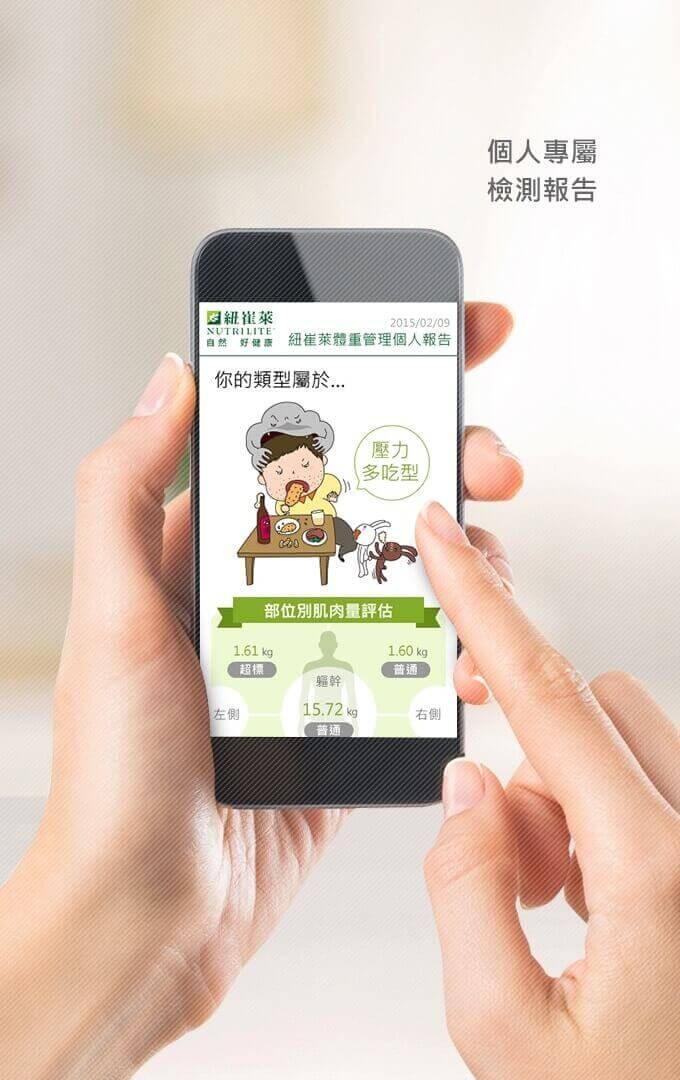 個人專屬
檢測報告
紐崔萊
NUTRILITE™
自然 好健康
2015/02/09
紐崔萊體重管理個人報告
你的類型屬於...
壓力
多吃型
部位別肌肉量評估
1.61 kg
超標
1.60 kg
普通
軀幹
左側
15.72 kg
右側
普通